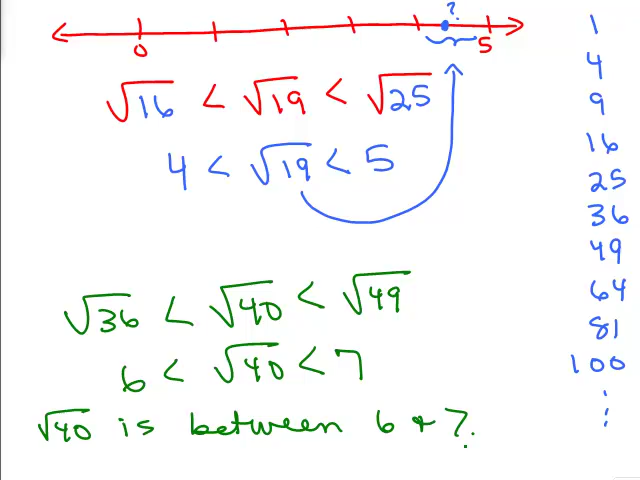 ?
0 5
√16 < √19 < √25
4 < √19 < 5
√36 < √40 < √49
6 < √40 < 7
√40 is between 6 & 7.
1
4
9
16
25
36
49
64
81
100
⋮